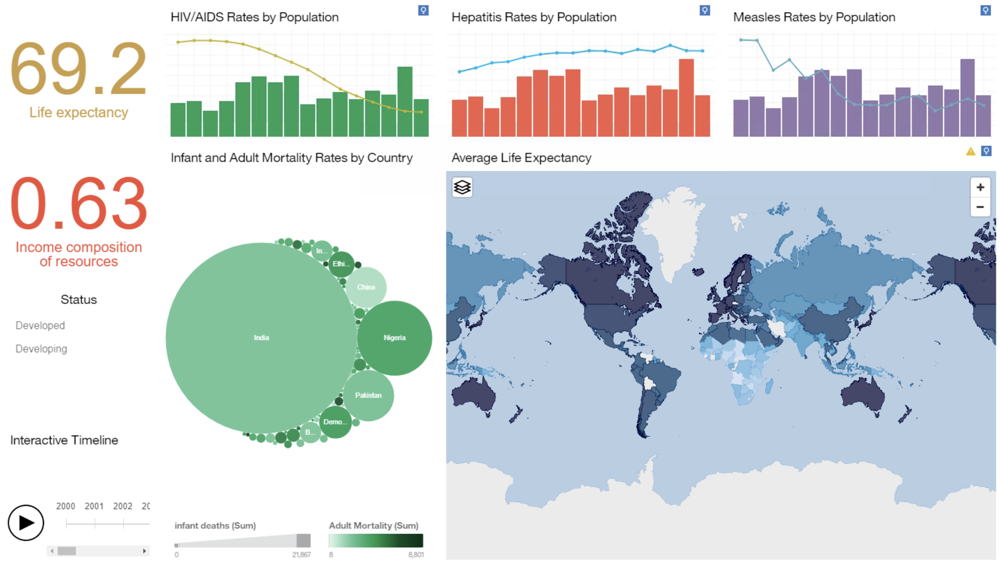 69.2
Life expectancy
0.63
Income composition
of resources
Status
Developed
Developing
Interactive Timeline
2000 2001 2002 20
HIV/AIDS Rates by Population
Hepatitis Rates by Population
Measles Rates by Population
Infant and Adult Mortality Rates by Country
In...
Ethi...
China
India
Nigeria
Pakistan
Demo...
B...
infant deaths (Sum)
0 21,867
Adult Mortality (Sum)
8 8,801
Average Life Expectancy
+
−